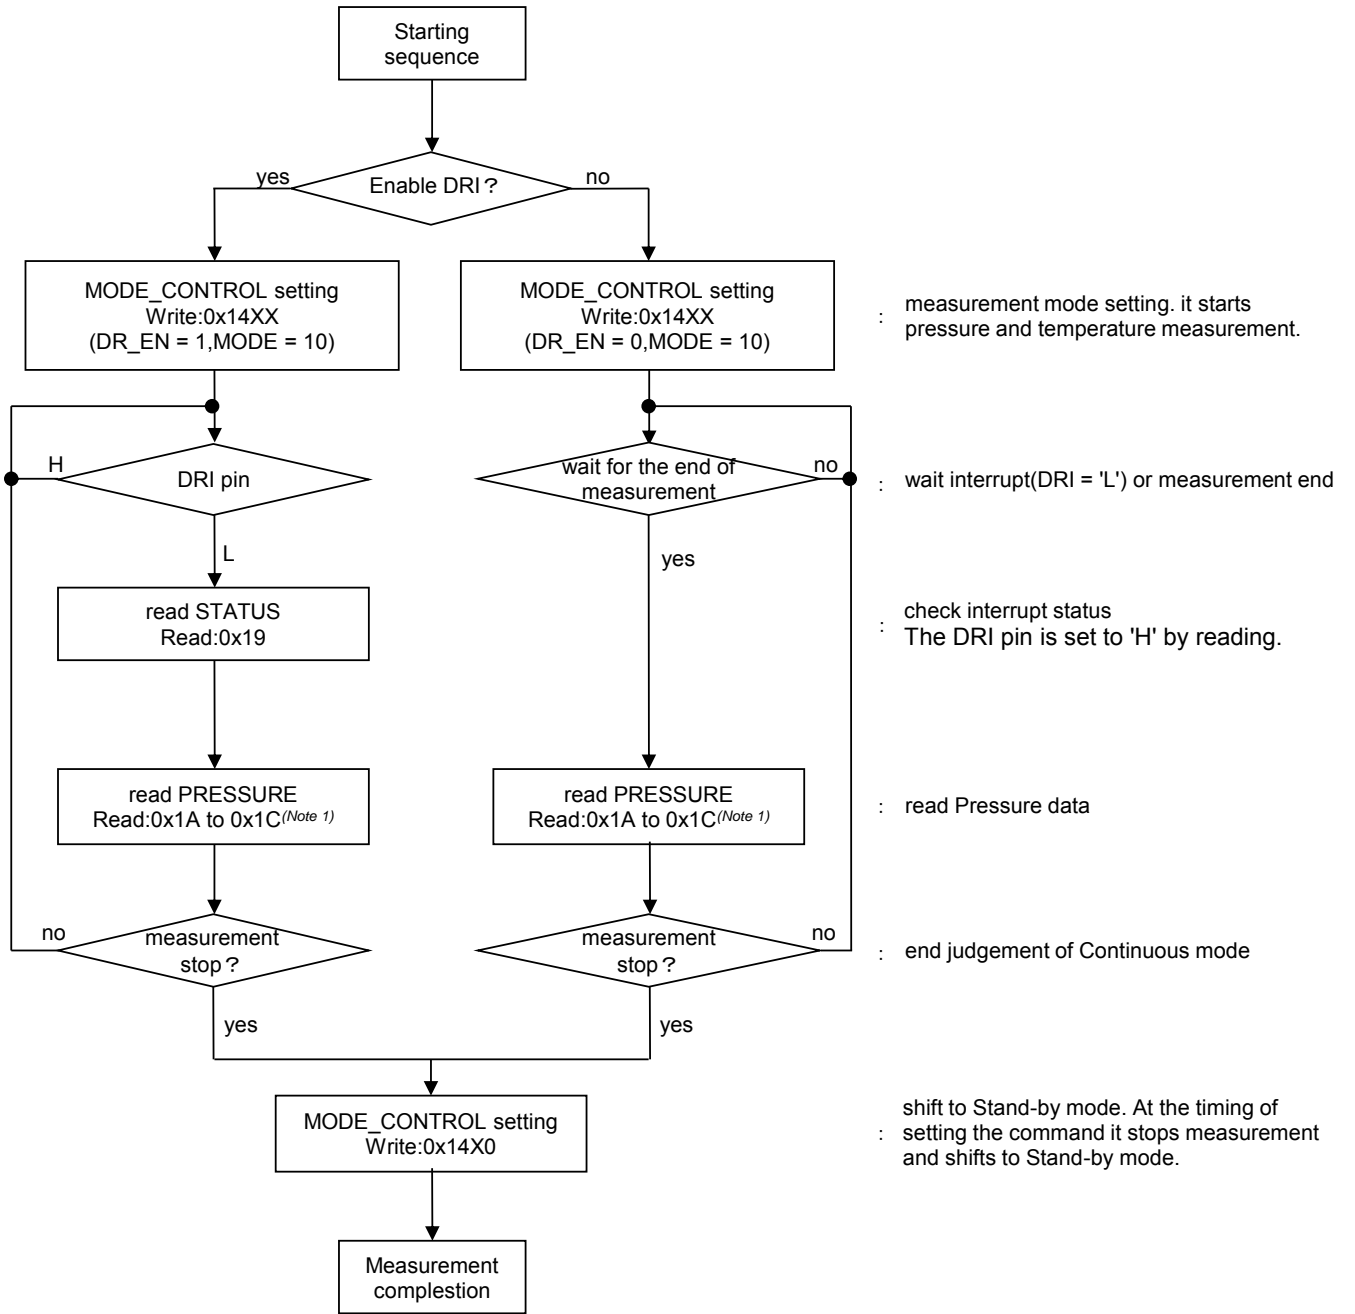 Starting
sequence
yes
Enable DRI？
no
MODE_CONTROL setting
Write:0x14XX
(DR_EN = 1,MODE = 10)
MODE_CONTROL setting
Write:0x14XX
(DR_EN = 0,MODE = 10)
: measurement mode setting. it starts
pressure and temperature measurement.
H
DRI pin
L
wait for the end of
measurement
no
yes
: wait interrupt(DRI = 'L') or measurement end
read STATUS
Read:0x19
check interrupt status
: The DRI pin is set to 'H' by reading.
read PRESSURE
Read:0x1A to 0x1C(Note 1)
read PRESSURE
Read:0x1A to 0x1C(Note 1)
: read Pressure data
no
measurement
stop？
yes
measurement
stop？
no
yes
: end judgement of Continuous mode
MODE_CONTROL setting
Write:0x14X0
shift to Stand-by mode. At the timing of
: setting the command it stops measurement
and shifts to Stand-by mode.
Measurement
complestion